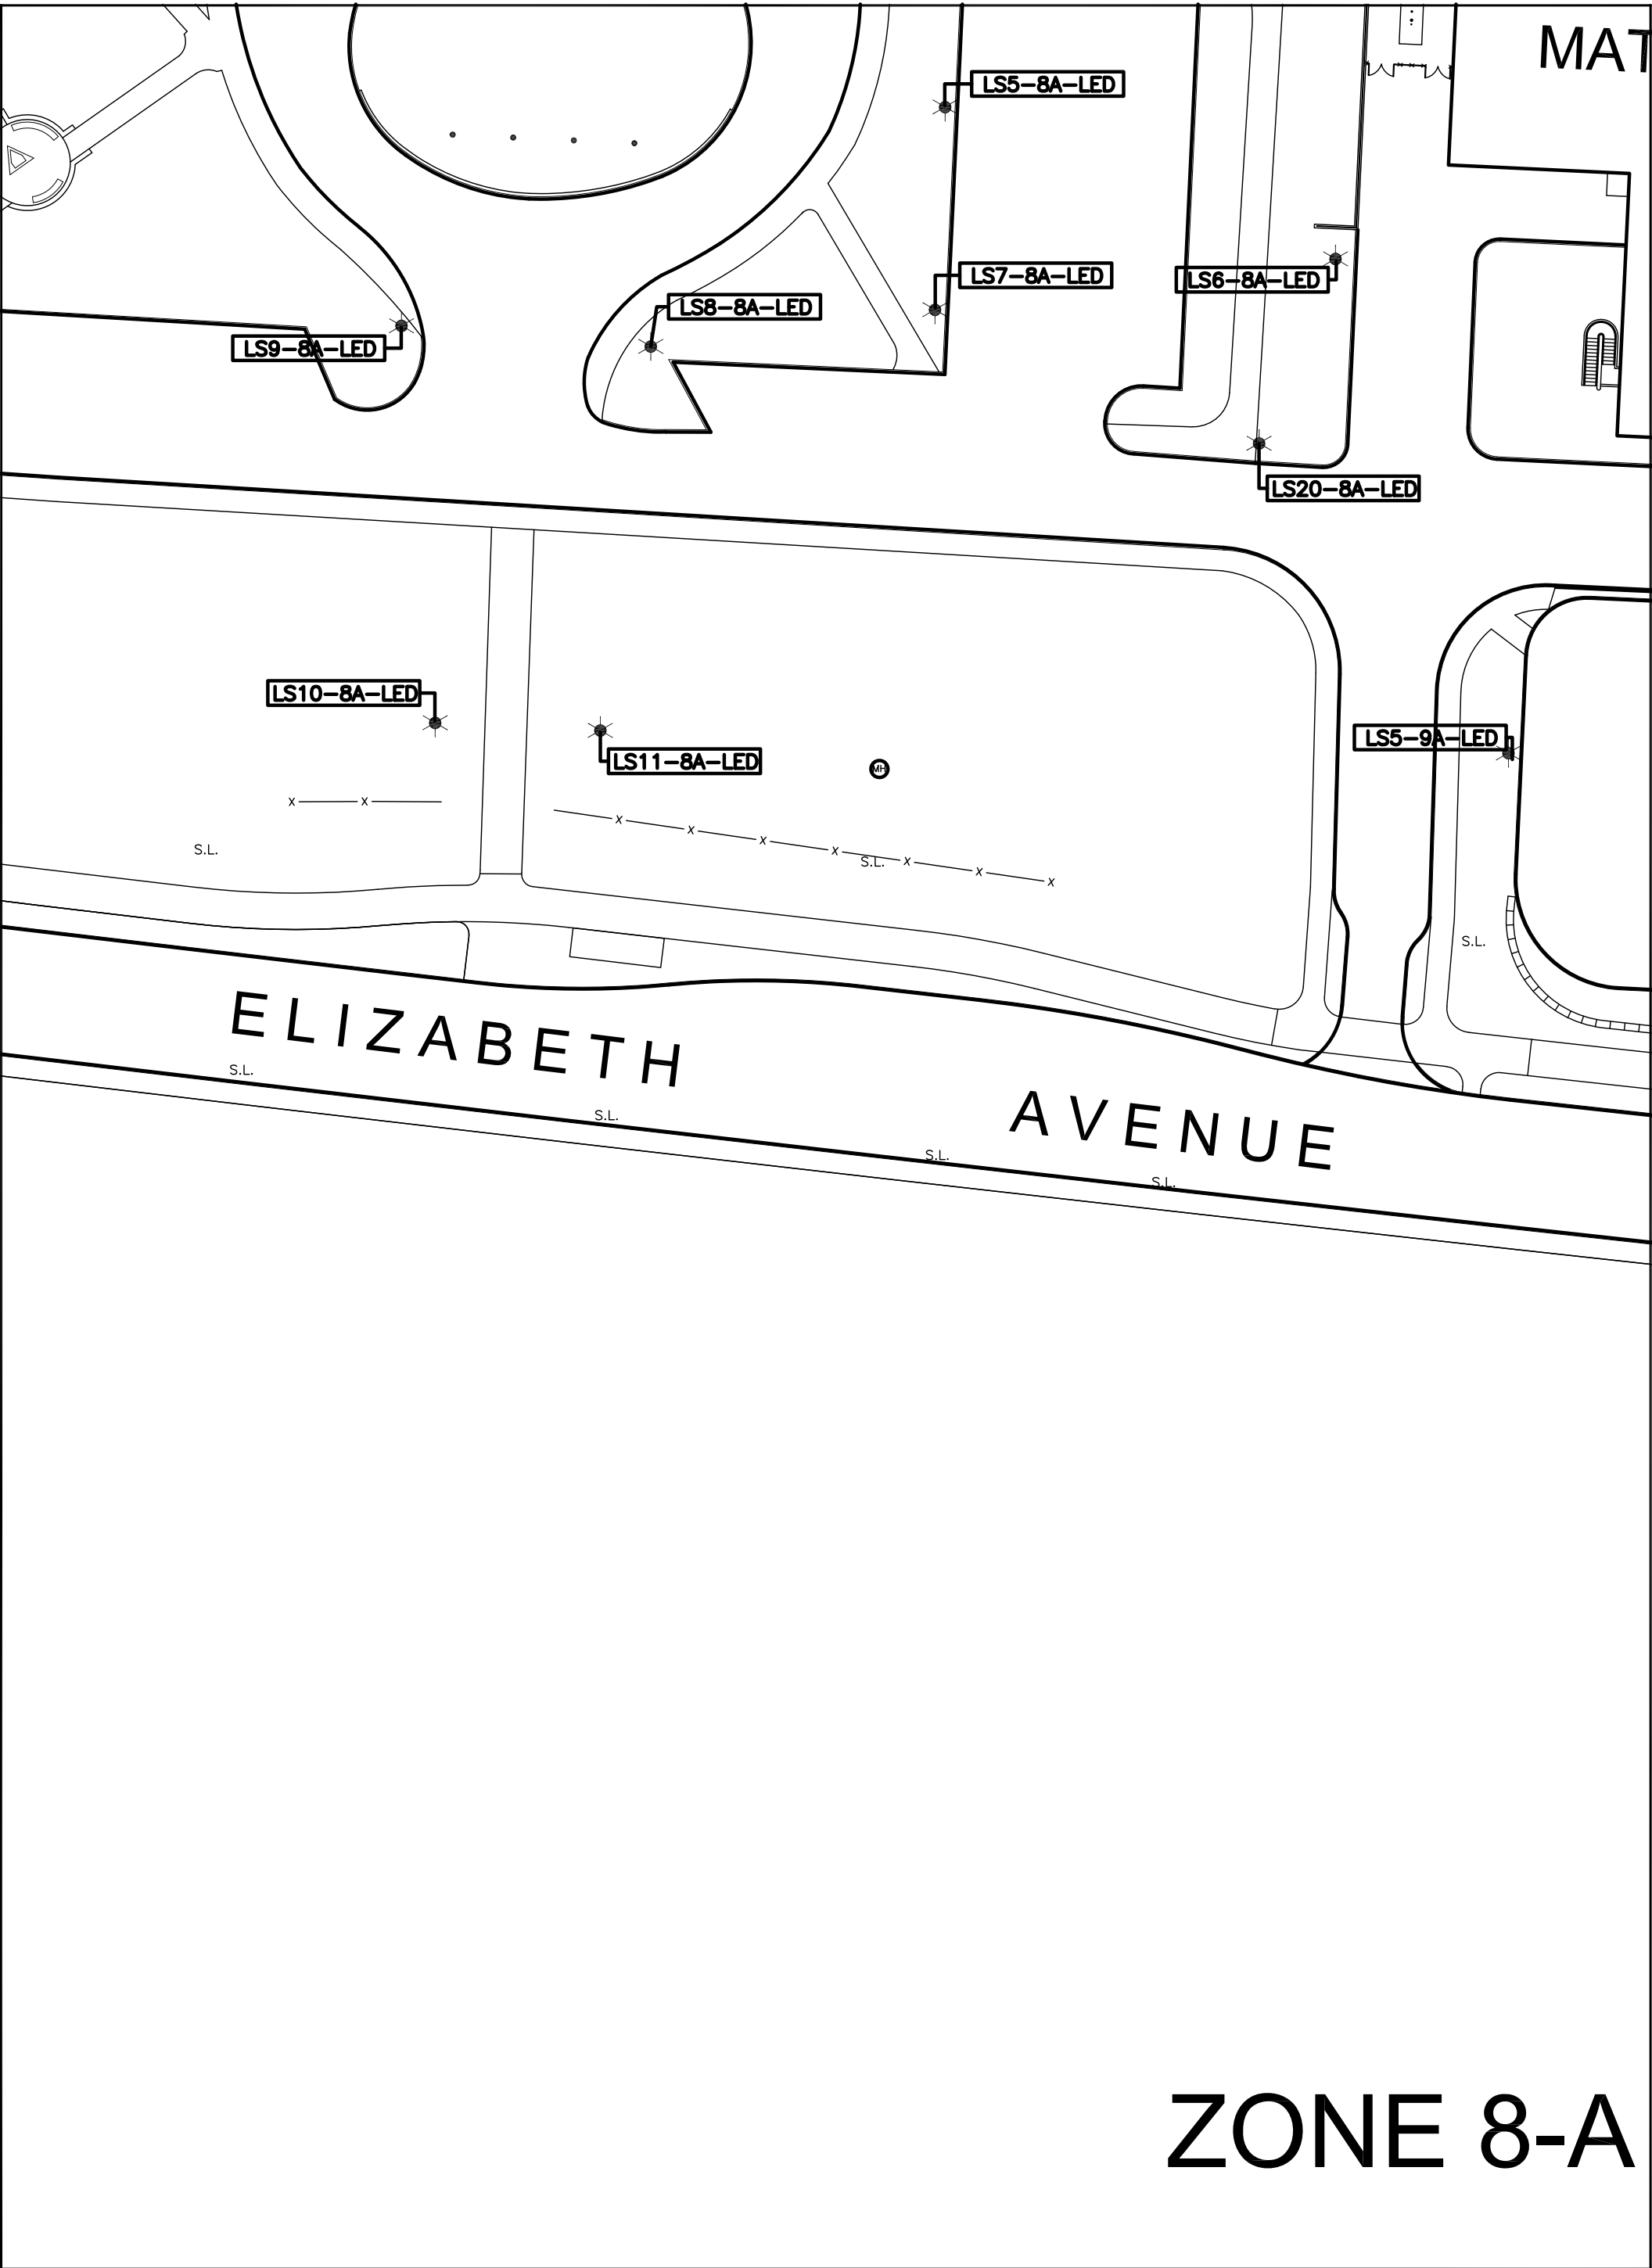 MAT
LS5-8A-LED
LS7-8A-LED
LS6-8A-LED
LS8-8A-LED
LS9-8A-LED
LS20-8A-LED
LS10-8A-LED
LS11-8A-LED
LS5-9A-LED
MH
x x
x x x x x x x
S.L.
S.L.
S.L.
ELIZABETH AVENUE
S.L.
S.L.
S.L.
S.L.
ZONE 8-A